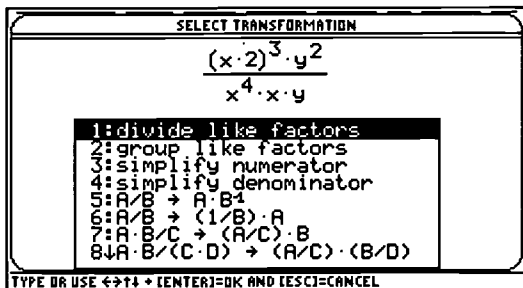 SELECT TRANSFORMATION
(x·2)³·y²
x⁴·x·y
1:divide like factors
2:group like factors
3:simplify numerator
4:simplify denominator
5:A/B → A·B⁻¹
6:A/B → (1/B)·A
7:A·B/C → (A/C)·B
8↓A·B/(C·D) → (A/C)·(B/D)
TYPE OR USE ←→↑↓ + [ENTER]=OK AND [ESC]=CANCEL